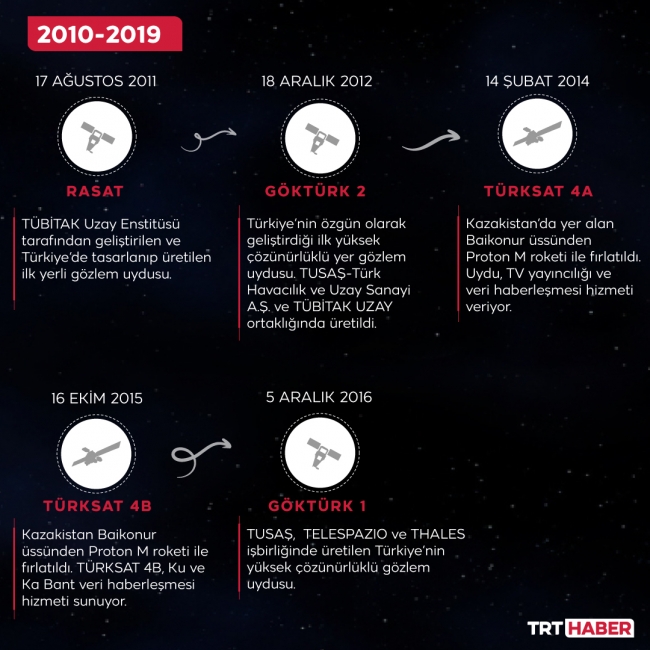 2010-2019
17 AĞUSTOS 2011
RASAT
TÜBİTAK Uzay Enstitüsü
tarafından geliştirilen ve
Türkiye'de tasarlanıp üretilen
ilk yerli gözlem uydusu.
18 ARALIK 2012
GÖKTÜRK 2
Türkiye'nin özgün olarak
geliştirdiği ilk yüksek
çözünürlüklü yer gözlem
uydusu. TUSAŞ-Türk
Havacılık ve Uzay Sanayi
A.Ş. ve TÜBİTAK UZAY
ortaklığında üretildi.
14 ŞUBAT 2014
TÜRKSAT 4A
Kazakistan'da yer alan
Baikonur üssünden
Proton M roketi ile fırlatıldı.
Uydu, TV yayıncılığı ve
veri haberleşmesi hizmeti
veriyor.
16 EKİM 2015
TÜRKSAT 4B
Kazakistan Baikonur
üssünden Proton M roketi ile
fırlatıldı. TÜRKSAT 4B, Ku ve
Ka Bant veri haberleşmesi
hizmeti sunuyor.
5 ARALIK 2016
GÖKTÜRK 1
TUSAŞ, TELESPAZIO ve THALES
işbirliğinde üretilen Türkiye'nin
yüksek çözünürlüklü gözlem
uydusu.
TRT HABER